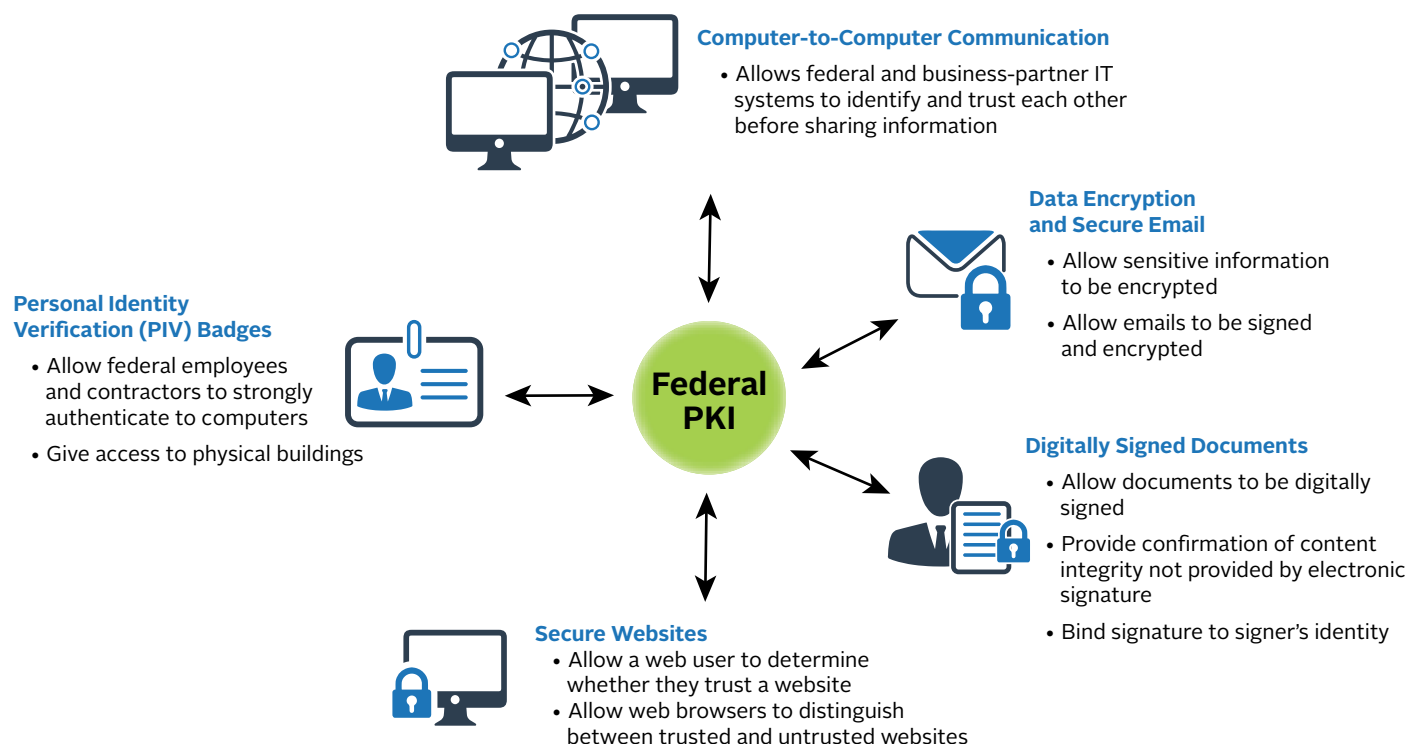 Computer-to-Computer Communication
• Allows federal and business-partner IT
systems to identify and trust each other
before sharing information
Data Encryption
and Secure Email
• Allow sensitive information
to be encrypted
• Allow emails to be signed
and encrypted
Personal Identity
Verification (PIV) Badges
• Allow federal employees
and contractors to strongly
authenticate to computers
• Give access to physical buildings
Federal
PKI
Digitally Signed Documents
• Allow documents to be digitally
signed
• Provide confirmation of content
integrity not provided by electronic
signature
• Bind signature to signer’s identity
Secure Websites
• Allow a web user to determine
whether they trust a website
• Allow web browsers to distinguish
between trusted and untrusted websites